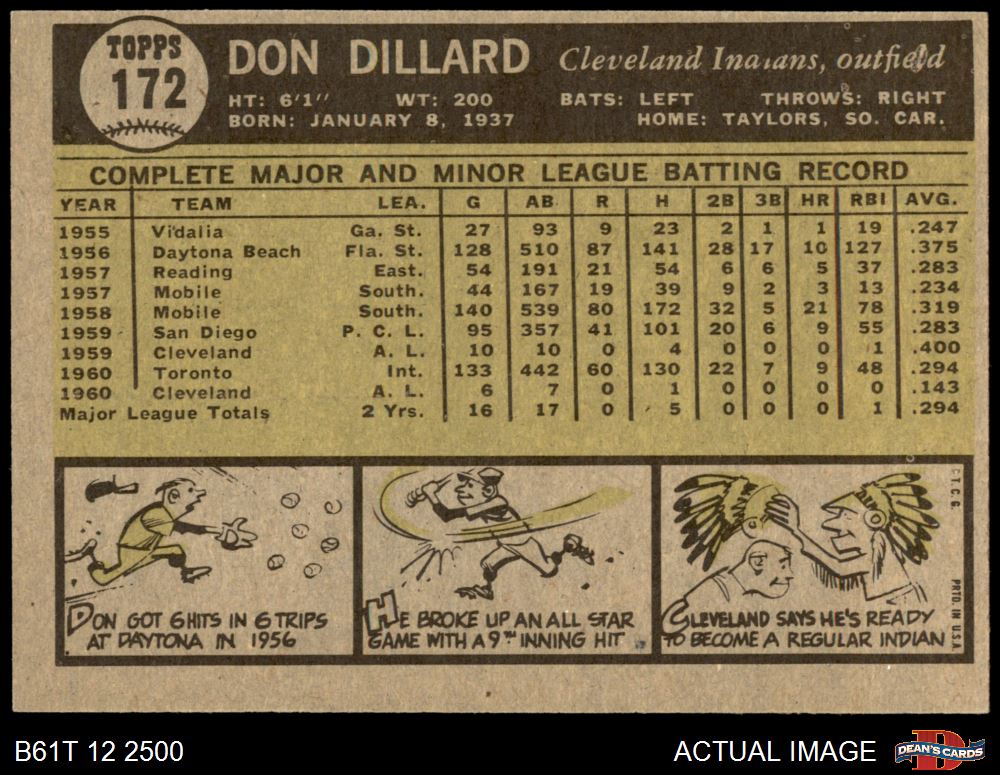 TOPPS
172
DON DILLARD Cleveland Indians, outfield
HT: 6'1" WT: 200 BATS: LEFT THROWS: RIGHT
BORN: JANUARY 8, 1937 HOME: TAYLORS, SO. CAR.
COMPLETE MAJOR AND MINOR LEAGUE BATTING RECORD
YEAR TEAM LEA. G AB R H 2B 3B HR RBI AVG.
1955 Vidalia Ga. St. 27 93 9 23 2 1 1 19 .247
1956 Daytona Beach Fla. St. 128 510 87 141 28 17 10 127 .375
1957 Reading East. 54 191 21 54 6 6 5 37 .283
1957 Mobile South. 44 167 19 39 9 2 3 13 .234
1958 Mobile South. 140 539 80 172 32 5 21 78 .319
1959 San Diego P. C. L. 95 357 41 101 20 6 9 55 .283
1959 Cleveland A. L. 10 10 0 4 0 0 0 1 .400
1960 Toronto Int. 133 442 60 130 22 7 9 48 .294
1960 Cleveland A. L. 6 7 0 1 0 0 0 0 .143
Major League Totals 2 Yrs. 16 17 0 5 0 0 0 1 .294
DON GOT 6 HITS IN 6 TRIPS
AT DAYTONA IN 1956
HE BROKE UP AN ALL STAR
GAME WITH A 9TH INNING HIT
CLEVELAND SAYS HE'S READY
TO BECOME A REGULAR INDIAN
© T. C. G. PRTD. IN U.S.A.
B61T 12 2500
ACTUAL IMAGE
DEAN'S CARDS